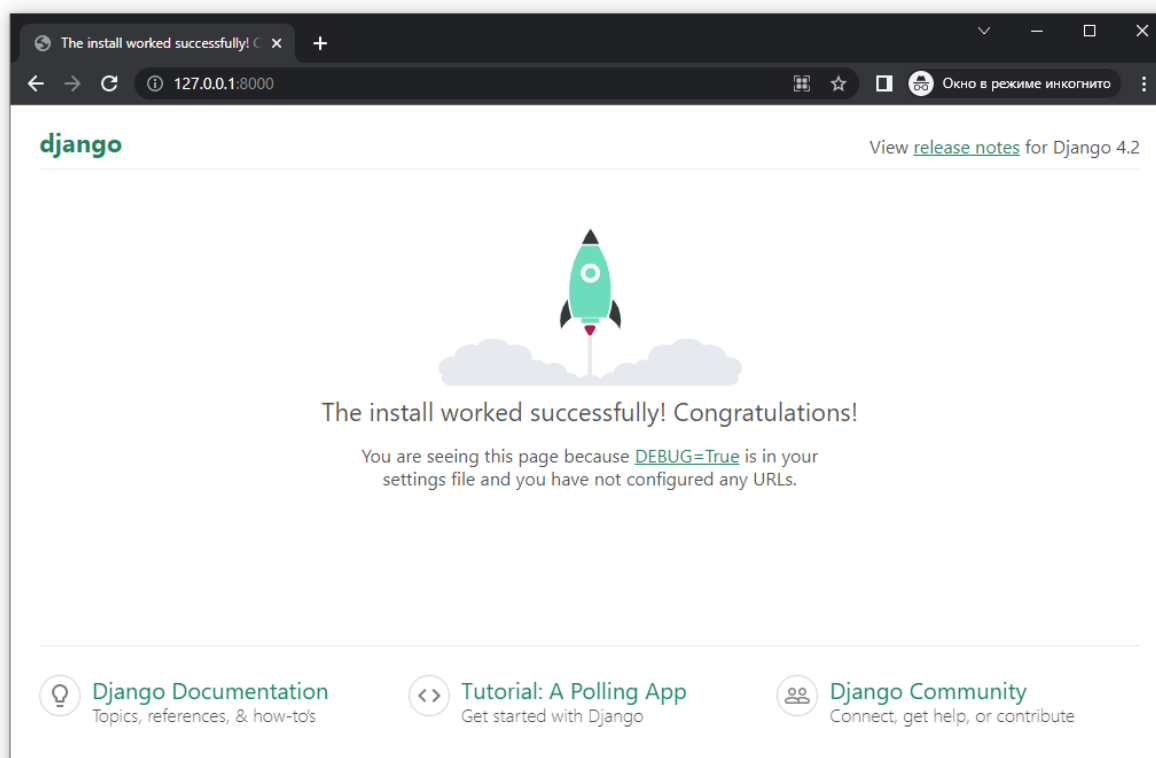 The install worked successfully! C
127.0.0.1:8000
Окно в режиме инкогнито
django
View release notes for Django 4.2
The install worked successfully! Congratulations!
You are seeing this page because DEBUG=True is in your
settings file and you have not configured any URLs.
Django Documentation
Topics, references, & how-to's
Tutorial: A Polling App
Get started with Django
Django Community
Connect, get help, or contribute